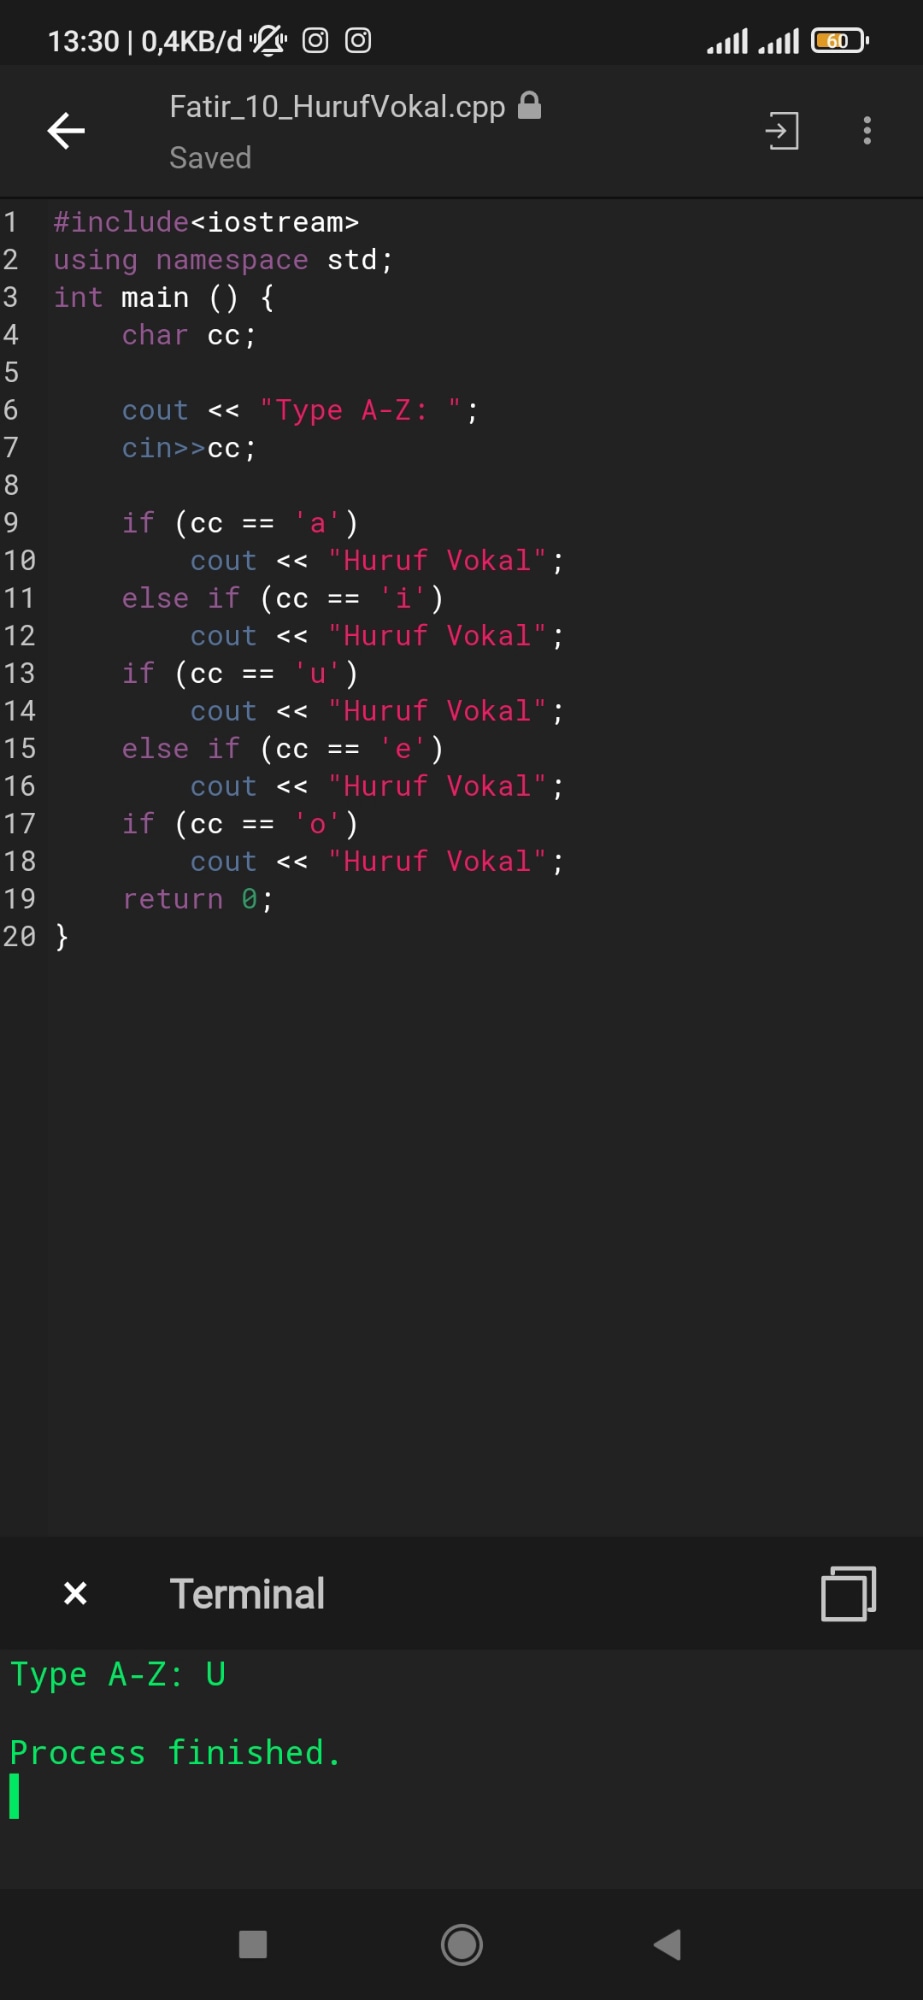 13:30 | 0,4KB/d 60
Fatir_10_HurufVokal.cpp
Saved
1 #include<iostream>
2 using namespace std;
3 int main () {
4     char cc;
5
6     cout << "Type A-Z: ";
7     cin>>cc;
8
9     if (cc == 'a')
10         cout << "Huruf Vokal";
11     else if (cc == 'i')
12         cout << "Huruf Vokal";
13     if (cc == 'u')
14         cout << "Huruf Vokal";
15     else if (cc == 'e')
16         cout << "Huruf Vokal";
17     if (cc == 'o')
18         cout << "Huruf Vokal";
19     return 0;
20 }
Terminal
Type A-Z: U
Process finished.